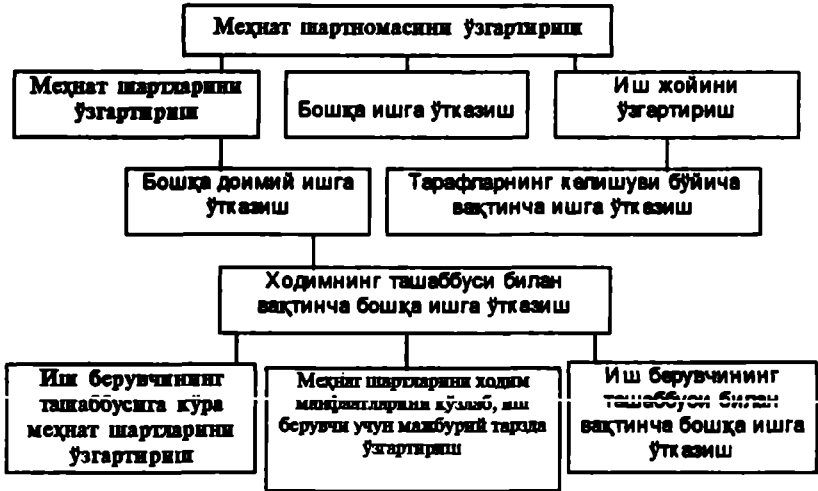 Меҳнат шартномасини ўзгартириш
Меҳнат шартларини
ўзгартириш
Бошқа ишга ўтказиш
Иш жойини
ўзгартириш
Бошқа доимий ишга
ўтказиш
Тарафларнинг келишуви бўйича
вақтинча ишга ўтказиш
Ходимнинг ташаббуси билан
вақтинча бошқа ишга ўтказиш
Иш берувчининг
ташаббусига кўра
меҳнат шартларини
ўзгартириш
Меҳнат шартларини ходим
манфаатларини кўзлаб, иш
берувчи учун мажбурий тарзда
ўзгартириш
Иш берувчининг
ташаббуси билан
вақтинча бошқа ишга
ўтказиш